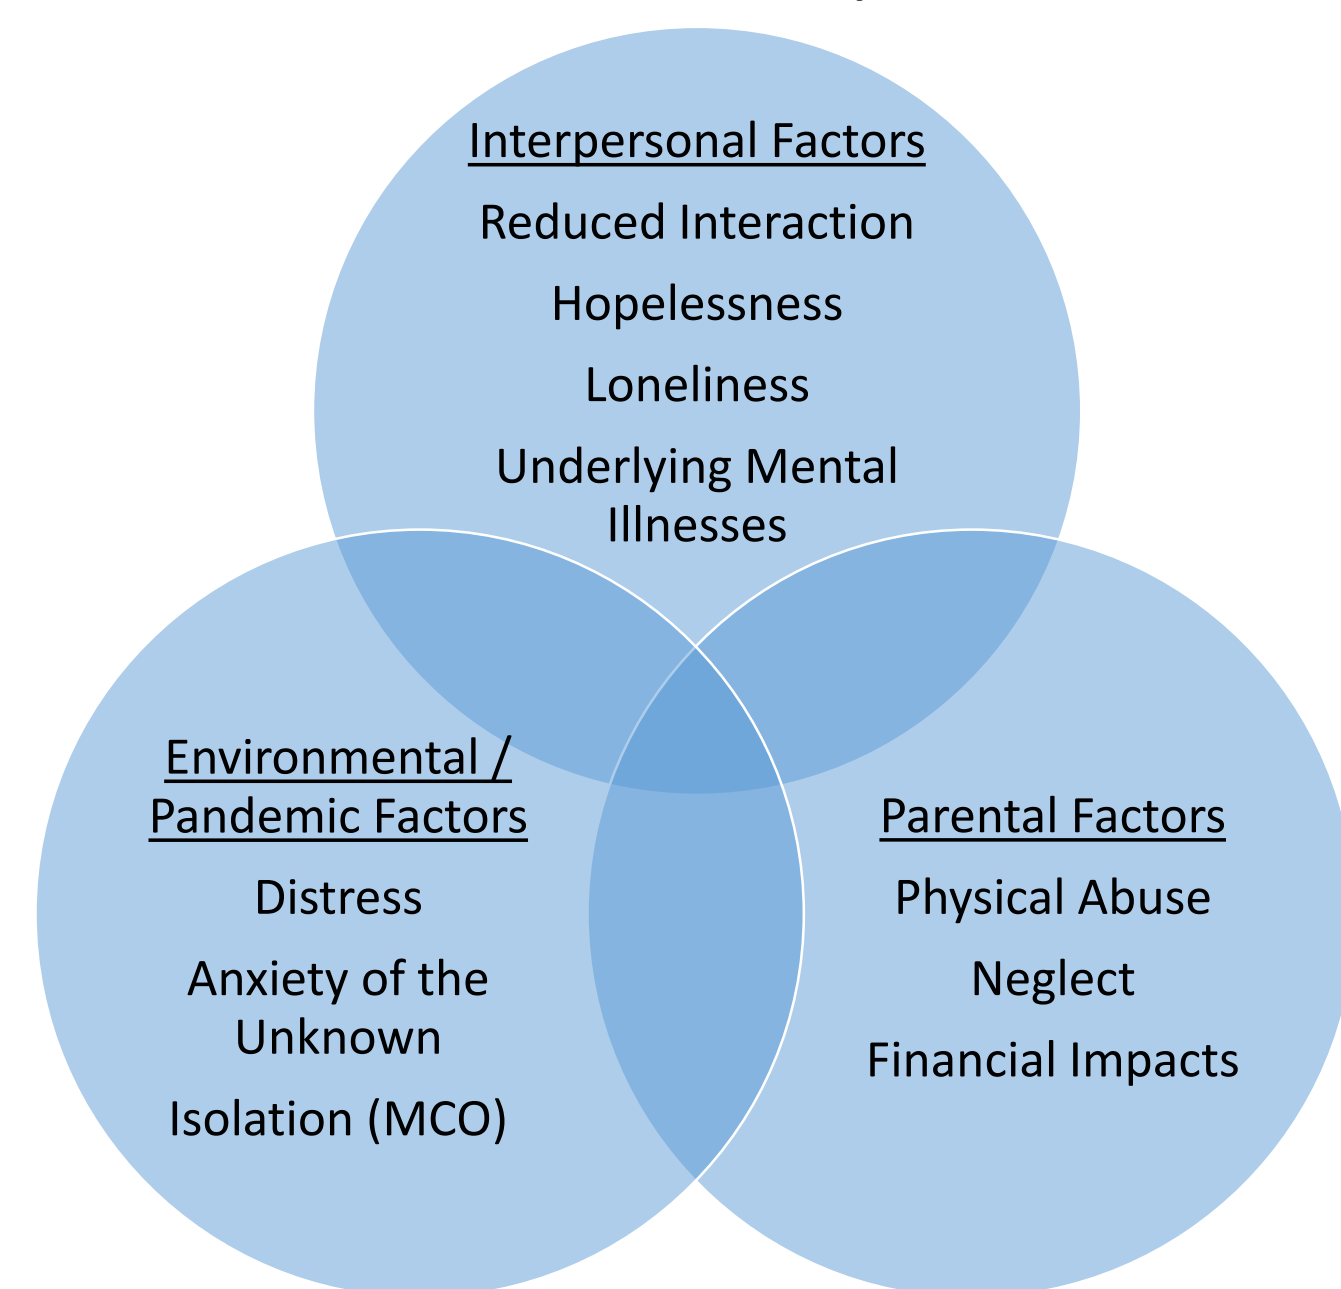 Interpersonal Factors
Reduced Interaction
Hopelessness
Loneliness
Underlying Mental
Illnesses
Environmental /
Pandemic Factors
Distress
Anxiety of the
Unknown
Isolation (MCO)
Parental Factors
Physical Abuse
Neglect
Financial Impacts